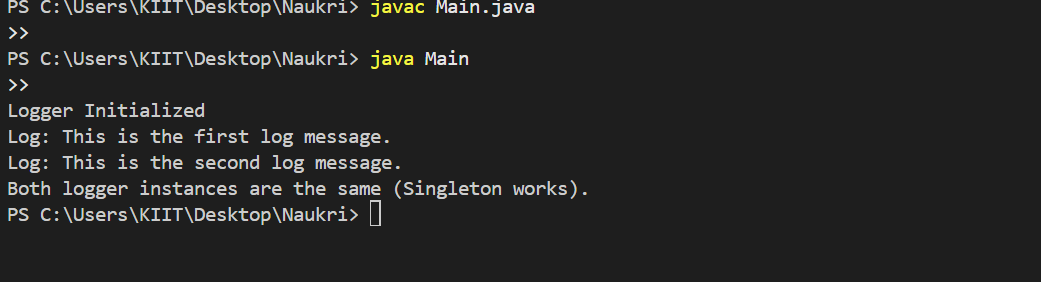 PS C:\Users\KIIT\Desktop\Naukri> javac Main.java
>>
PS C:\Users\KIIT\Desktop\Naukri> java Main
>>
Logger Initialized
Log: This is the first log message.
Log: This is the second log message.
Both logger instances are the same (Singleton works).
PS C:\Users\KIIT\Desktop\Naukri>